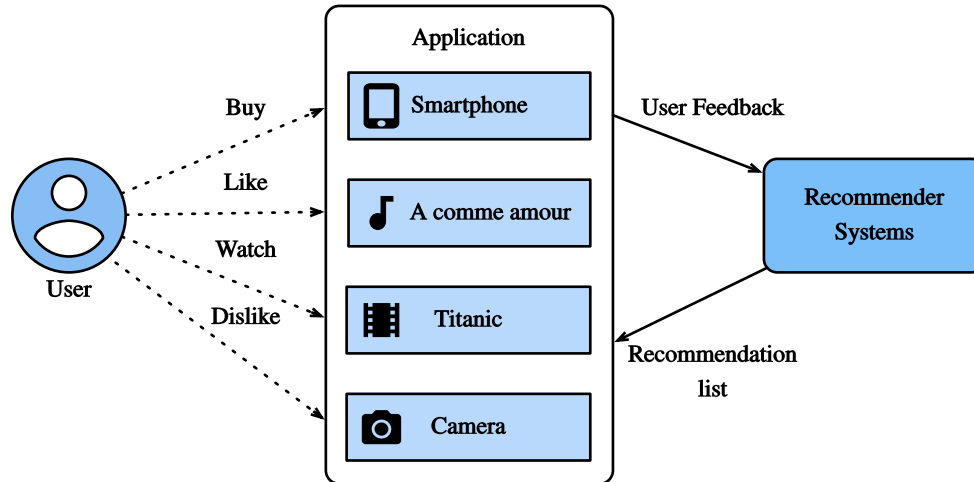 Application
Buy
Smartphone
User Feedback
Like
A comme amour
Recommender
Systems
Watch
User
Dislike
Titanic
Recommendation
list
Camera